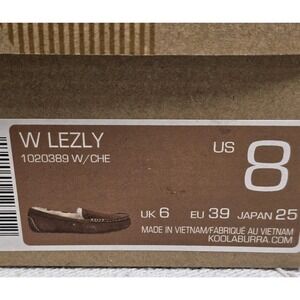 W LEZLY
1020389 W/CHE
US 8
UK 6 EU 39 JAPAN 25
MADE IN VIETNAM/FABRIQUÉ AU VIETNAM
KOOLABURRA.COM